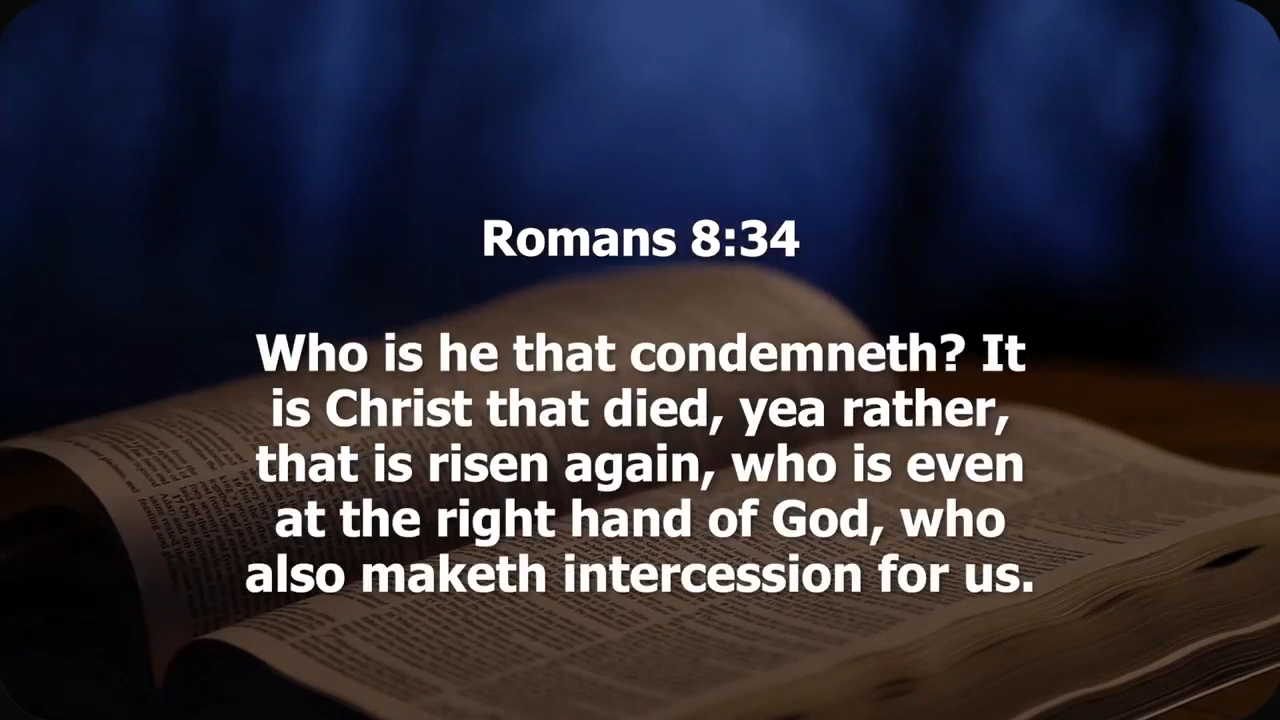 Romans 8:34
Who is he that condemneth? It
is Christ that died, yea rather,
that is risen again, who is even
at the right hand of God, who
also maketh intercession for us.